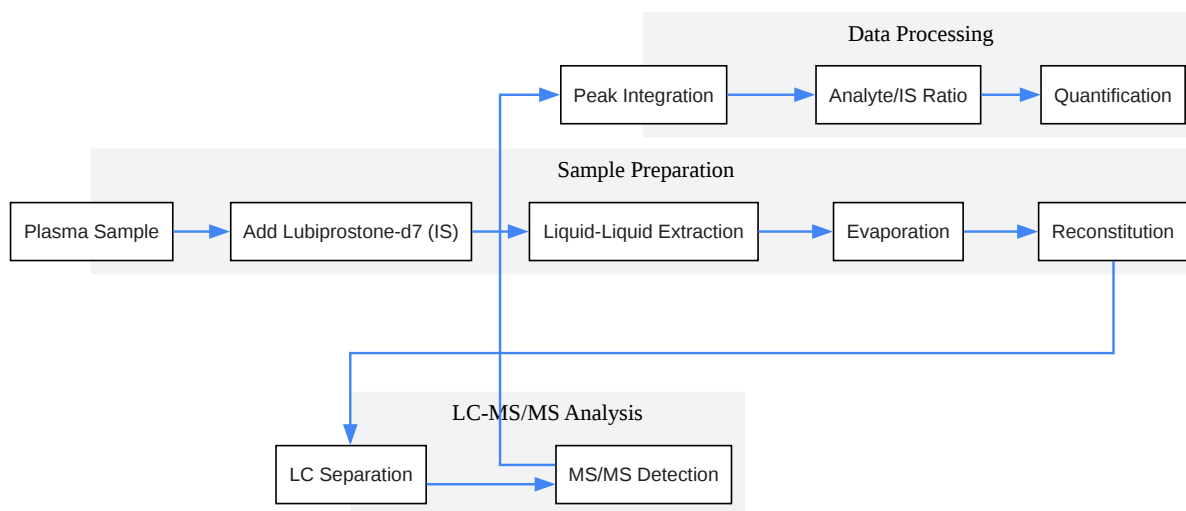 Data Processing
Peak Integration
Analyte/IS Ratio
Quantification
Sample Preparation
Plasma Sample
Add Lubiprostone-d7 (IS)
Liquid-Liquid Extraction
Evaporation
Reconstitution
LC-MS/MS Analysis
LC Separation
MS/MS Detection